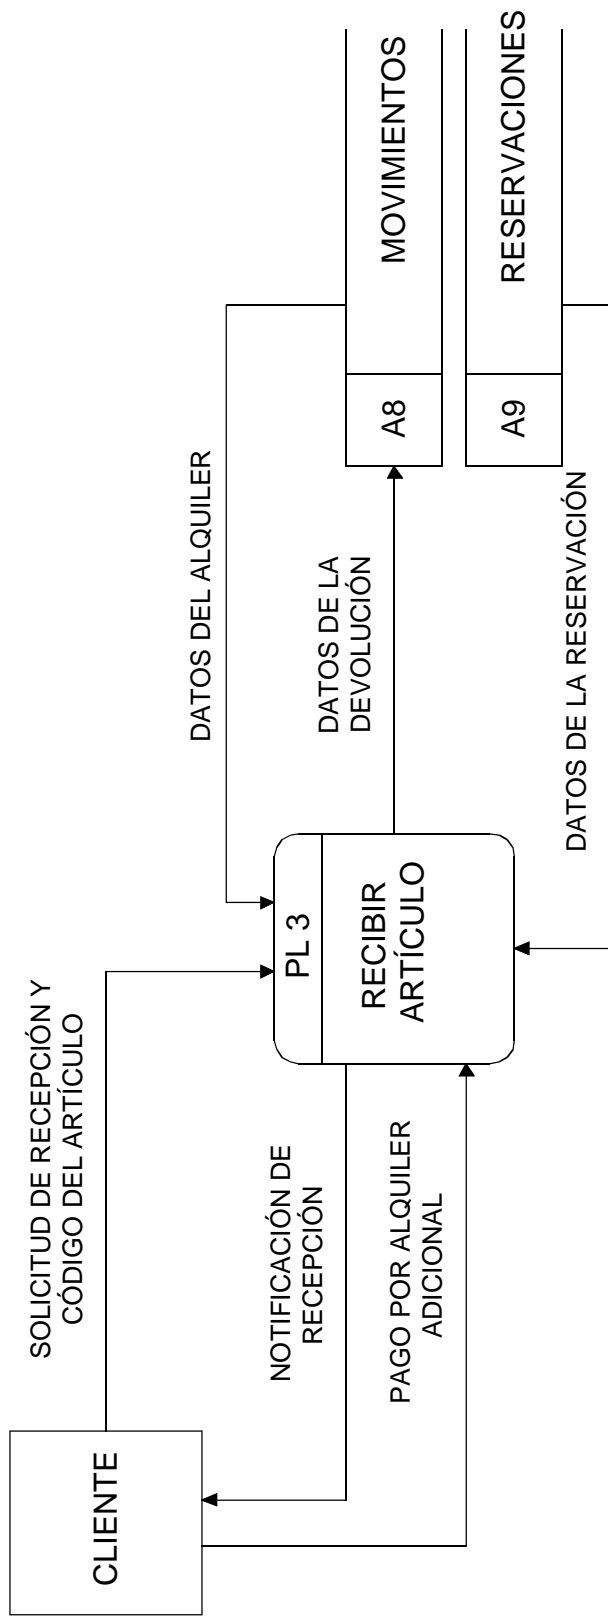 SOLICITUD DE RECEPCIÓN Y
CÓDIGO DEL ARTÍCULO
DATOS DEL ALQUILER
CLIENTE
NOTIFICACIÓN DE
RECEPCIÓN
PL 3
RECIBIR
ARTÍCULO
DATOS DE LA
DEVOLUCIÓN
A8
MOVIMIENTOS
PAGO POR ALQUILER
ADICIONAL
A9
RESERVACIONES
DATOS DE LA RESERVACIÓN